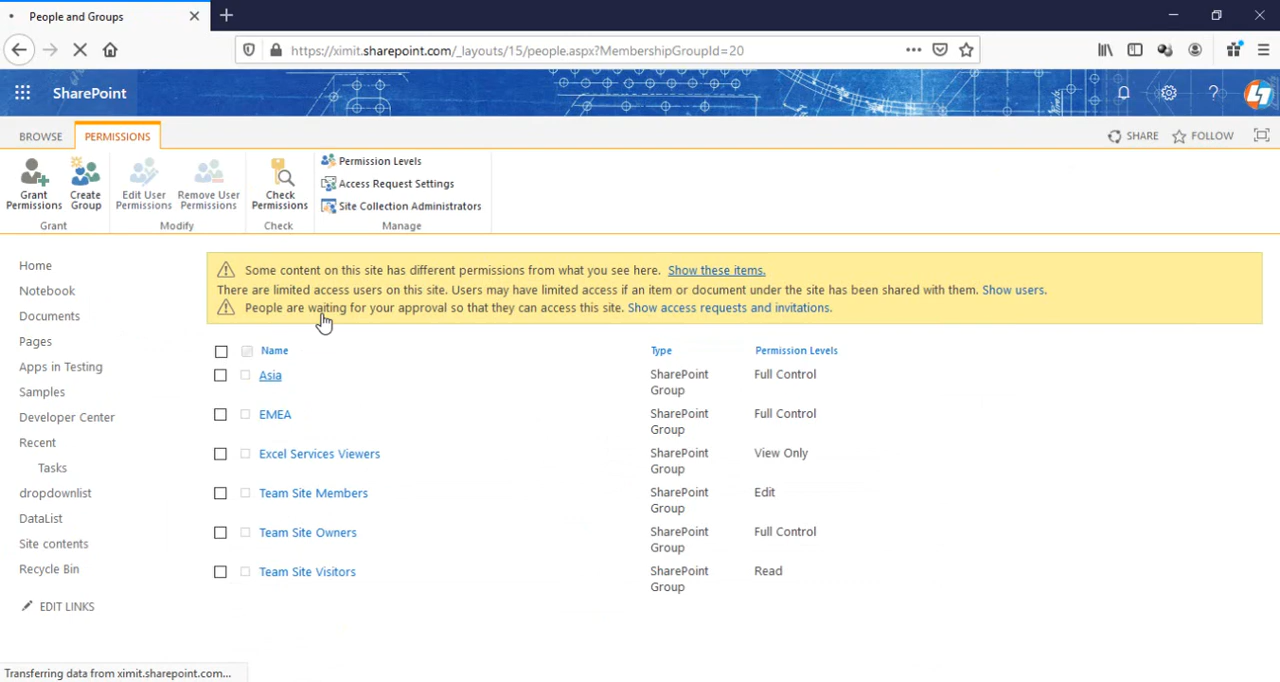 People and Groups
https://ximit.sharepoint.com/_layouts/15/people.aspx?MembershipGroupId=20
SharePoint
BROWSE
PERMISSIONS
SHARE
FOLLOW
Grant Permissions
Create Group
Edit User Permissions
Remove User Permissions
Check Permissions
Permission Levels
Access Request Settings
Site Collection Administrators
Grant
Modify
Check
Manage
Home
Notebook
Documents
Pages
Apps in Testing
Samples
Developer Center
Recent
Tasks
dropdownlist
DataList
Site contents
Recycle Bin
EDIT LINKS
Some content on this site has different permissions from what you see here. Show these items.
There are limited access users on this site. Users may have limited access if an item or document under the site has been shared with them. Show users.
People are waiting for your approval so that they can access this site. Show access requests and invitations.
Name Type Permission Levels
Asia SharePoint Group Full Control
EMEA SharePoint Group Full Control
Excel Services Viewers SharePoint Group View Only
Team Site Members SharePoint Group Edit
Team Site Owners SharePoint Group Full Control
Team Site Visitors SharePoint Group Read
Transferring data from ximit.sharepoint.com...